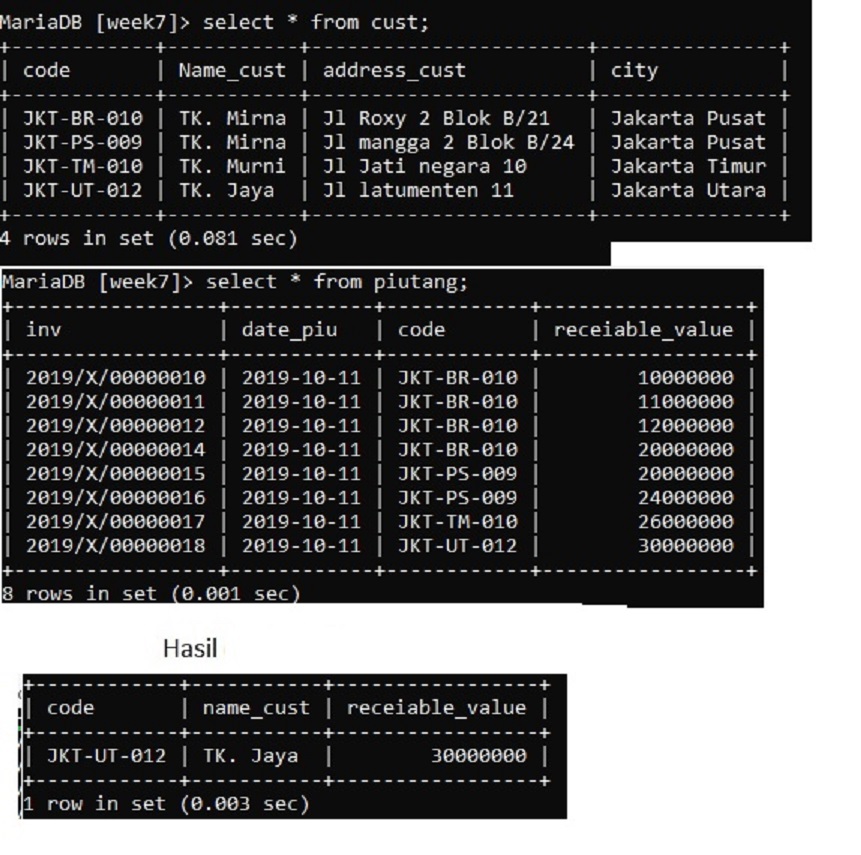 MariaDB [week7]> select * from cust;
+------------+-----------+-----------------------+---------------+
| code | Name_cust | address_cust | city |
+------------+-----------+-----------------------+---------------+
| JKT-BR-010 | TK. Mirna | Jl Roxy 2 Blok B/21 | Jakarta Pusat |
| JKT-PS-009 | TK. Mirna | Jl mangga 2 Blok B/24 | Jakarta Pusat |
| JKT-TM-010 | TK. Murni | Jl Jati negara 10 | Jakarta Timur |
| JKT-UT-012 | TK. Jaya | Jl latumenten 11 | Jakarta Utara |
+------------+-----------+-----------------------+---------------+
4 rows in set (0.081 sec)
MariaDB [week7]> select * from piutang;
+-----------------+------------+------------+-----------------+
| inv | date_piu | code | receiable_value |
+-----------------+------------+------------+-----------------+
| 2019/X/00000010 | 2019-10-11 | JKT-BR-010 | 10000000 |
| 2019/X/00000011 | 2019-10-11 | JKT-BR-010 | 11000000 |
| 2019/X/00000012 | 2019-10-11 | JKT-BR-010 | 12000000 |
| 2019/X/00000014 | 2019-10-11 | JKT-BR-010 | 20000000 |
| 2019/X/00000015 | 2019-10-11 | JKT-PS-009 | 20000000 |
| 2019/X/00000016 | 2019-10-11 | JKT-PS-009 | 24000000 |
| 2019/X/00000017 | 2019-10-11 | JKT-TM-010 | 26000000 |
| 2019/X/00000018 | 2019-10-11 | JKT-UT-012 | 30000000 |
+-----------------+------------+------------+-----------------+
8 rows in set (0.001 sec)
Hasil
+------------+-----------+-----------------+
| code | name_cust | receiable_value |
+------------+-----------+-----------------+
| JKT-UT-012 | TK. Jaya | 30000000 |
+------------+-----------+-----------------+
1 row in set (0.003 sec)